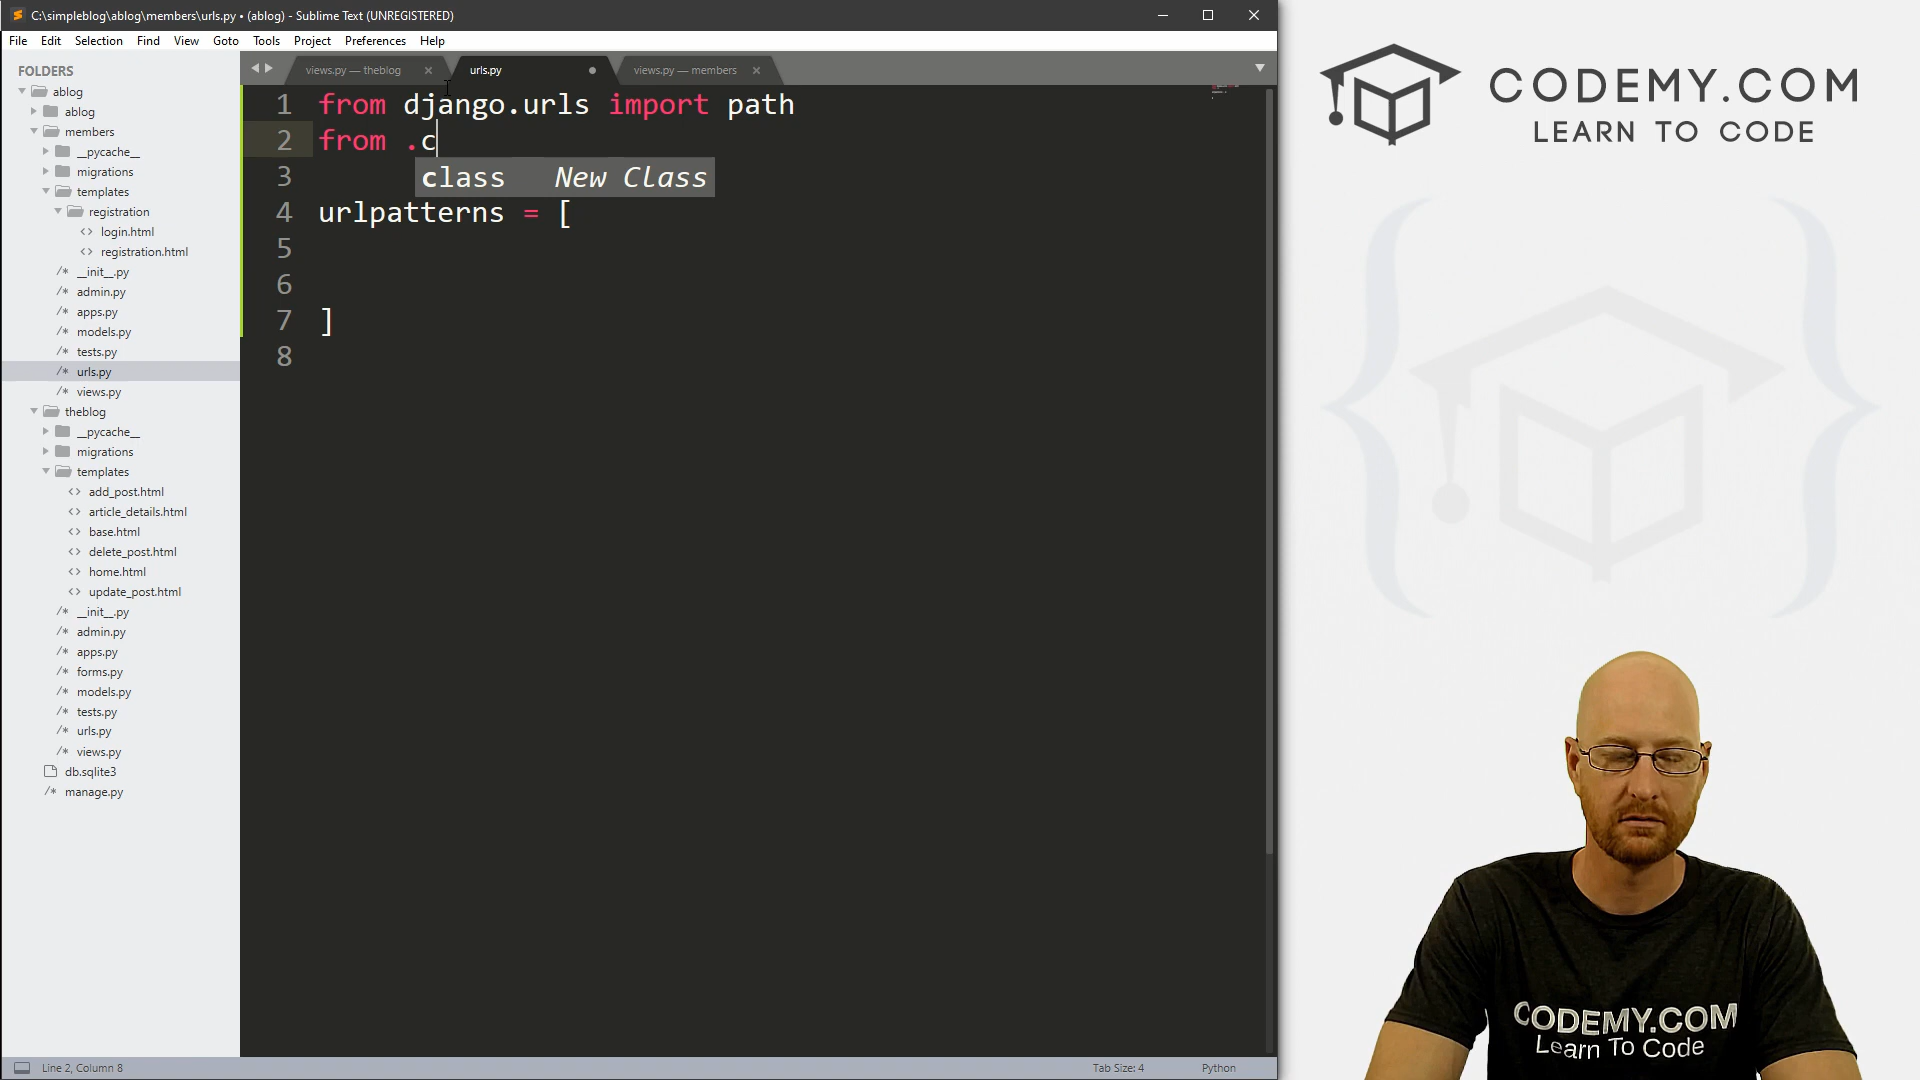 C:\simpleblog\ablog\members\urls.py • (ablog) - Sublime Text (UNREGISTERED)
File Edit Selection Find View Goto Tools Project Preferences Help
FOLDERS
ablog
ablog
members
__pycache__
migrations
templates
registration
login.html
registration.html
__init__.py
admin.py
apps.py
models.py
tests.py
urls.py
views.py
theblog
__pycache__
migrations
templates
add_post.html
article_details.html
base.html
delete_post.html
home.html
update_post.html
__init__.py
admin.py
apps.py
forms.py
models.py
tests.py
urls.py
views.py
db.sqlite3
manage.py
views.py — theblog urls.py views.py — members
1 from django.urls import path
2 from .c
class New Class
3
4 urlpatterns = [
5
6
7 ]
8
Line 2, Column 8 Tab Size: 4 Python
CODEMY.COM
LEARN TO CODE
CODEMY.COM
Learn To Code